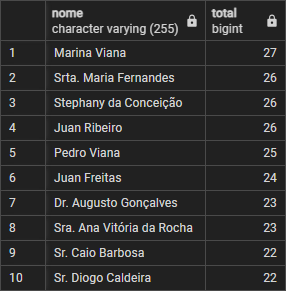 nome total
character varying (255) bigint
1 Marina Viana 27
2 Srta. Maria Fernandes 26
3 Stephany da Conceição 26
4 Juan Ribeiro 26
5 Pedro Viana 25
6 Juan Freitas 24
7 Dr. Augusto Gonçalves 23
8 Sra. Ana Vitória da Rocha 23
9 Sr. Caio Barbosa 22
10 Sr. Diogo Caldeira 22